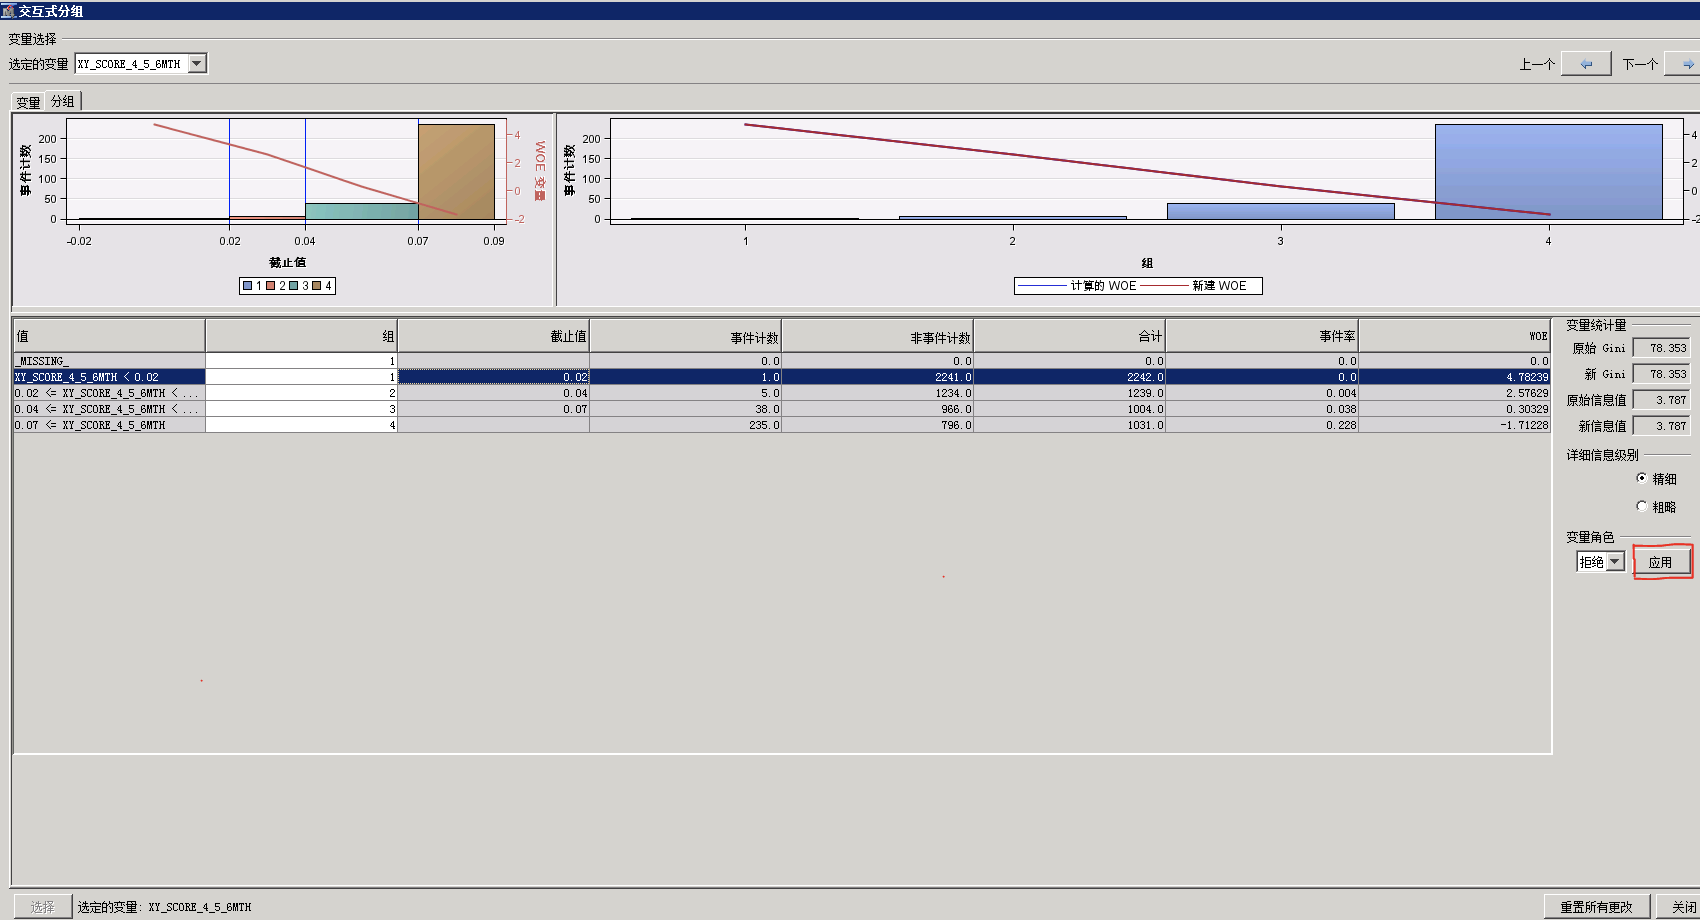 交互式分组
变量选择
选定的变量 XY_SCORE_4_5_6MTH 上一个 下一个
变量 分组
事件计数
200
150
100
50
0
4
2
0
-2
WOE 变量
-0.02 0.02 0.04 0.07 0.09
截止值
1 2 3 4
事件计数
200
150
100
50
0
4
2
0
-2
1 2 3 4
组
计算的 WOE 新建 WOE
值 组 截止值 事件计数 非事件计数 合计 事件率 WOE
_MISSING_ 1 0.0 0.0 0.0 0.0 0.0
XY_SCORE_4_5_6MTH < 0.02 1 0.02 1.0 2241.0 2242.0 0.0 4.78239
0.02 <= XY_SCORE_4_5_6MTH < ... 2 0.04 5.0 1234.0 1239.0 0.004 2.57629
0.04 <= XY_SCORE_4_5_6MTH < ... 3 0.07 38.0 966.0 1004.0 0.038 0.30329
0.07 <= XY_SCORE_4_5_6MTH 4 235.0 796.0 1031.0 0.228 -1.71228
变量统计量
原始 Gini 78.353
新 Gini 78.353
原始信息值 3.787
新信息值 3.787
详细信息级别
精细
粗略
变量角色
拒绝 应用
选择 选定的变量: XY_SCORE_4_5_6MTH 重置所有更改 关闭